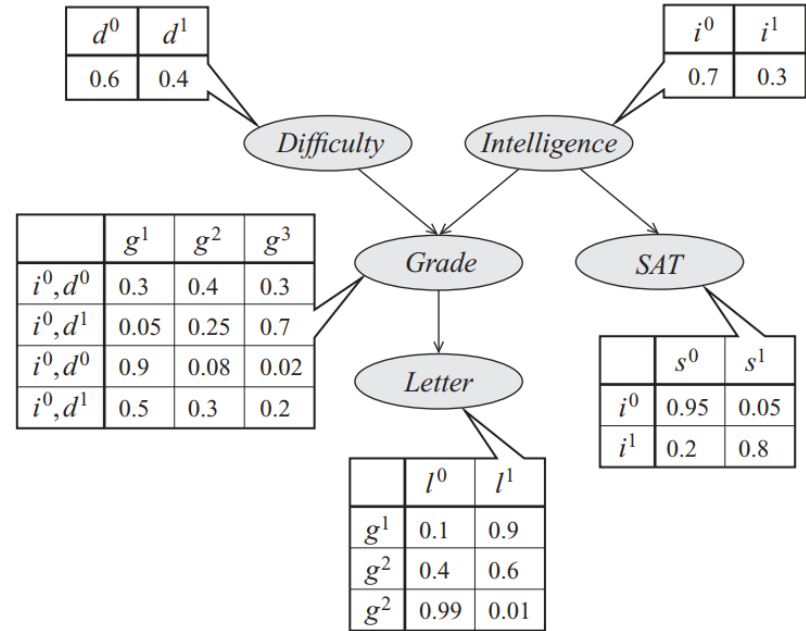 d⁰ d¹
0.6 0.4
i⁰ i¹
0.7 0.3
Difficulty
Intelligence
g¹ g² g³
i⁰, d⁰ 0.3 0.4 0.3
i⁰, d¹ 0.05 0.25 0.7
i⁰, d⁰ 0.9 0.08 0.02
i⁰, d¹ 0.5 0.3 0.2
Grade
SAT
Letter
s⁰ s¹
i⁰ 0.95 0.05
i¹ 0.2 0.8
l⁰ l¹
g¹ 0.1 0.9
g² 0.4 0.6
g² 0.99 0.01